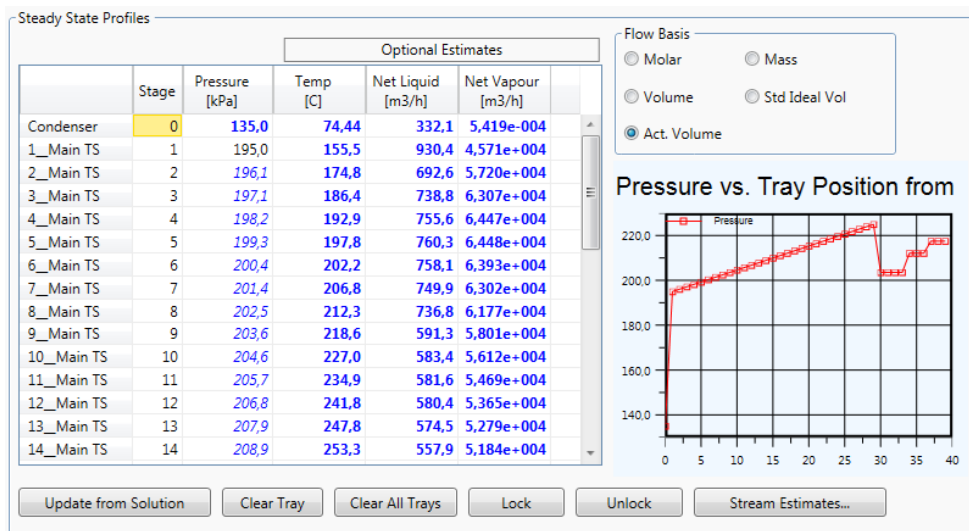 Steady State Profiles
Optional Estimates
Stage Pressure [kPa] Temp [C] Net Liquid [m3/h] Net Vapour [m3/h]
Condenser 0 135,0 74,44 332,1 5,419e-004
1__Main TS 1 195,0 155,5 930,4 4,571e+004
2__Main TS 2 196,1 174,8 692,6 5,720e+004
3__Main TS 3 197,1 186,4 738,8 6,307e+004
4__Main TS 4 198,2 192,9 755,6 6,447e+004
5__Main TS 5 199,3 197,8 760,3 6,448e+004
6__Main TS 6 200,4 202,2 758,1 6,393e+004
7__Main TS 7 201,4 206,8 749,9 6,302e+004
8__Main TS 8 202,5 212,3 736,8 6,177e+004
9__Main TS 9 203,6 218,6 591,3 5,801e+004
10__Main TS 10 204,6 227,0 583,4 5,612e+004
11__Main TS 11 205,7 234,9 581,6 5,469e+004
12__Main TS 12 206,8 241,8 580,4 5,365e+004
13__Main TS 13 207,9 247,8 574,5 5,279e+004
14__Main TS 14 208,9 253,3 557,9 5,184e+004
Flow Basis
Molar Mass
Volume Std Ideal Vol
Act. Volume
Pressure vs. Tray Position from
Pressure
220,0
200,0
180,0
160,0
140,0
0 5 10 15 20 25 30 35 40
Update from Solution Clear Tray Clear All Trays Lock Unlock Stream Estimates...